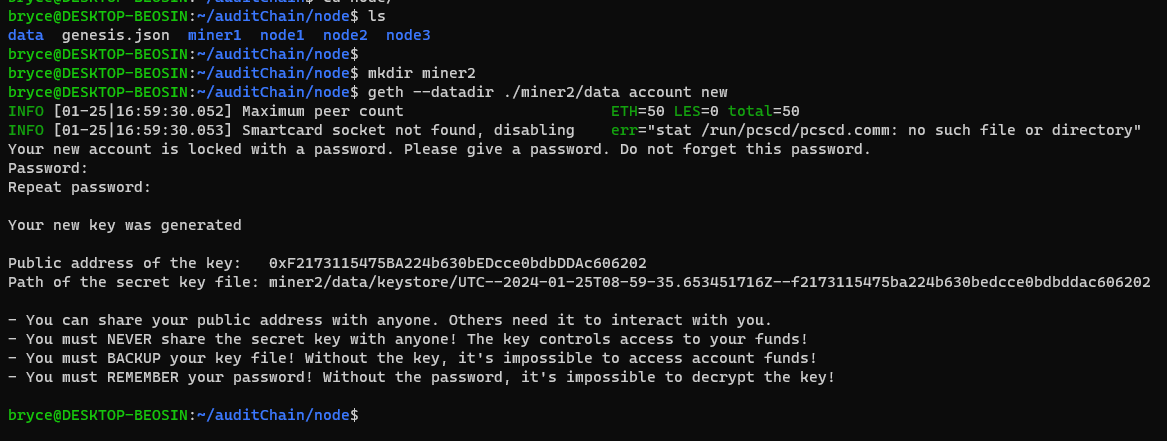 bryce@DESKTOP-BEOSIN:~/auditChain$ cd node/
bryce@DESKTOP-BEOSIN:~/auditChain/node$ ls
data genesis.json miner1 node1 node2 node3
bryce@DESKTOP-BEOSIN:~/auditChain/node$
bryce@DESKTOP-BEOSIN:~/auditChain/node$ mkdir miner2
bryce@DESKTOP-BEOSIN:~/auditChain/node$ geth --datadir ./miner2/data account new
INFO [01-25|16:59:30.052] Maximum peer count ETH=50 LES=0 total=50
INFO [01-25|16:59:30.053] Smartcard socket not found, disabling err="stat /run/pcscd/pcscd.comm: no such file or directory"
Your new account is locked with a password. Please give a password. Do not forget this password.
Password:
Repeat password:
Your new key was generated
Public address of the key: 0xF2173115475BA224b630bEDcce0bdbDDAc606202
Path of the secret key file: miner2/data/keystore/UTC--2024-01-25T08-59-35.653451716Z--f2173115475ba224b630bedcce0bdbddac606202
- You can share your public address with anyone. Others need it to interact with you.
- You must NEVER share the secret key with anyone! The key controls access to your funds!
- You must BACKUP your key file! Without the key, it's impossible to access account funds!
- You must REMEMBER your password! Without the password, it's impossible to decrypt the key!
bryce@DESKTOP-BEOSIN:~/auditChain/node$